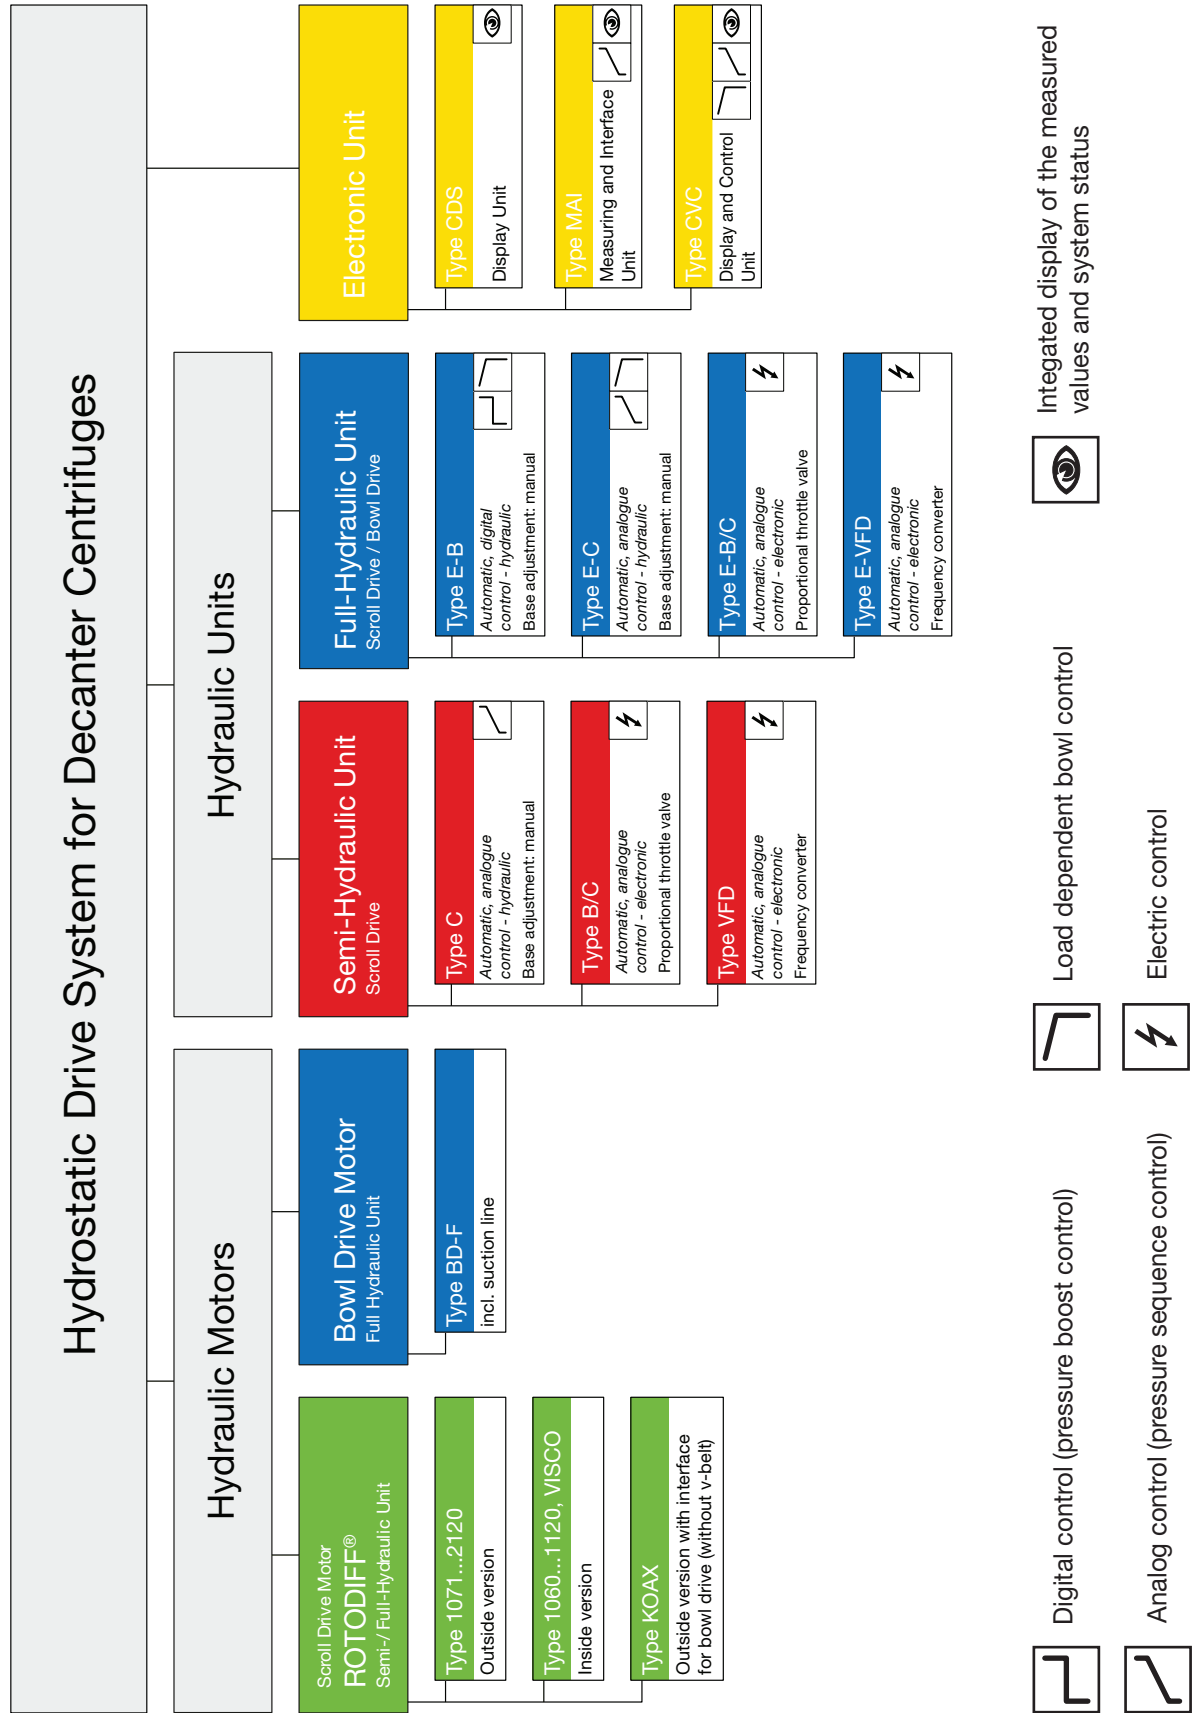 Hydrostatic Drive System for Decanter Centrifuges
Hydraulic Motors
Scroll Drive Motor
ROTODIFF®
Semi-/ Full-Hydraulic Unit
Type 1071...2120
Outside version
Type 1060...1120, VISCO
Inside version
Type KOAX
Outside version with interface
for bowl drive (without v-belt)
Bowl Drive Motor
Full Hydraulic Unit
Type BD-F
incl. suction line
Hydraulic Units
Semi-Hydraulic Unit
Scroll Drive
Type C
Automatic, analogue
control - hydraulic
Base adjustment: manual
Type B/C
Automatic, analogue
control - electronic
Proportional throttle valve
Type VFD
Automatic, analogue
control - electronic
Frequency converter
Full-Hydraulic Unit
Scroll Drive / Bowl Drive
Type E-B
Automatic, digital
control - hydraulic
Base adjustment: manual
Type E-C
Automatic, analogue
control - hydraulic
Base adjustment: manual
Type E-B/C
Automatic, analogue
control - electronic
Proportional throttle valve
Type E-VFD
Automatic, analogue
control - electronic
Frequency converter
Electronic Unit
Type CDS
Display Unit
Type MAI
Measuring and Interface
Unit
Type CVC
Display and Control
Unit
Digital control (pressure boost control)
Analog control (pressure sequence control)
Load dependent bowl control
Electric control
Integated display of the measured
values and system status